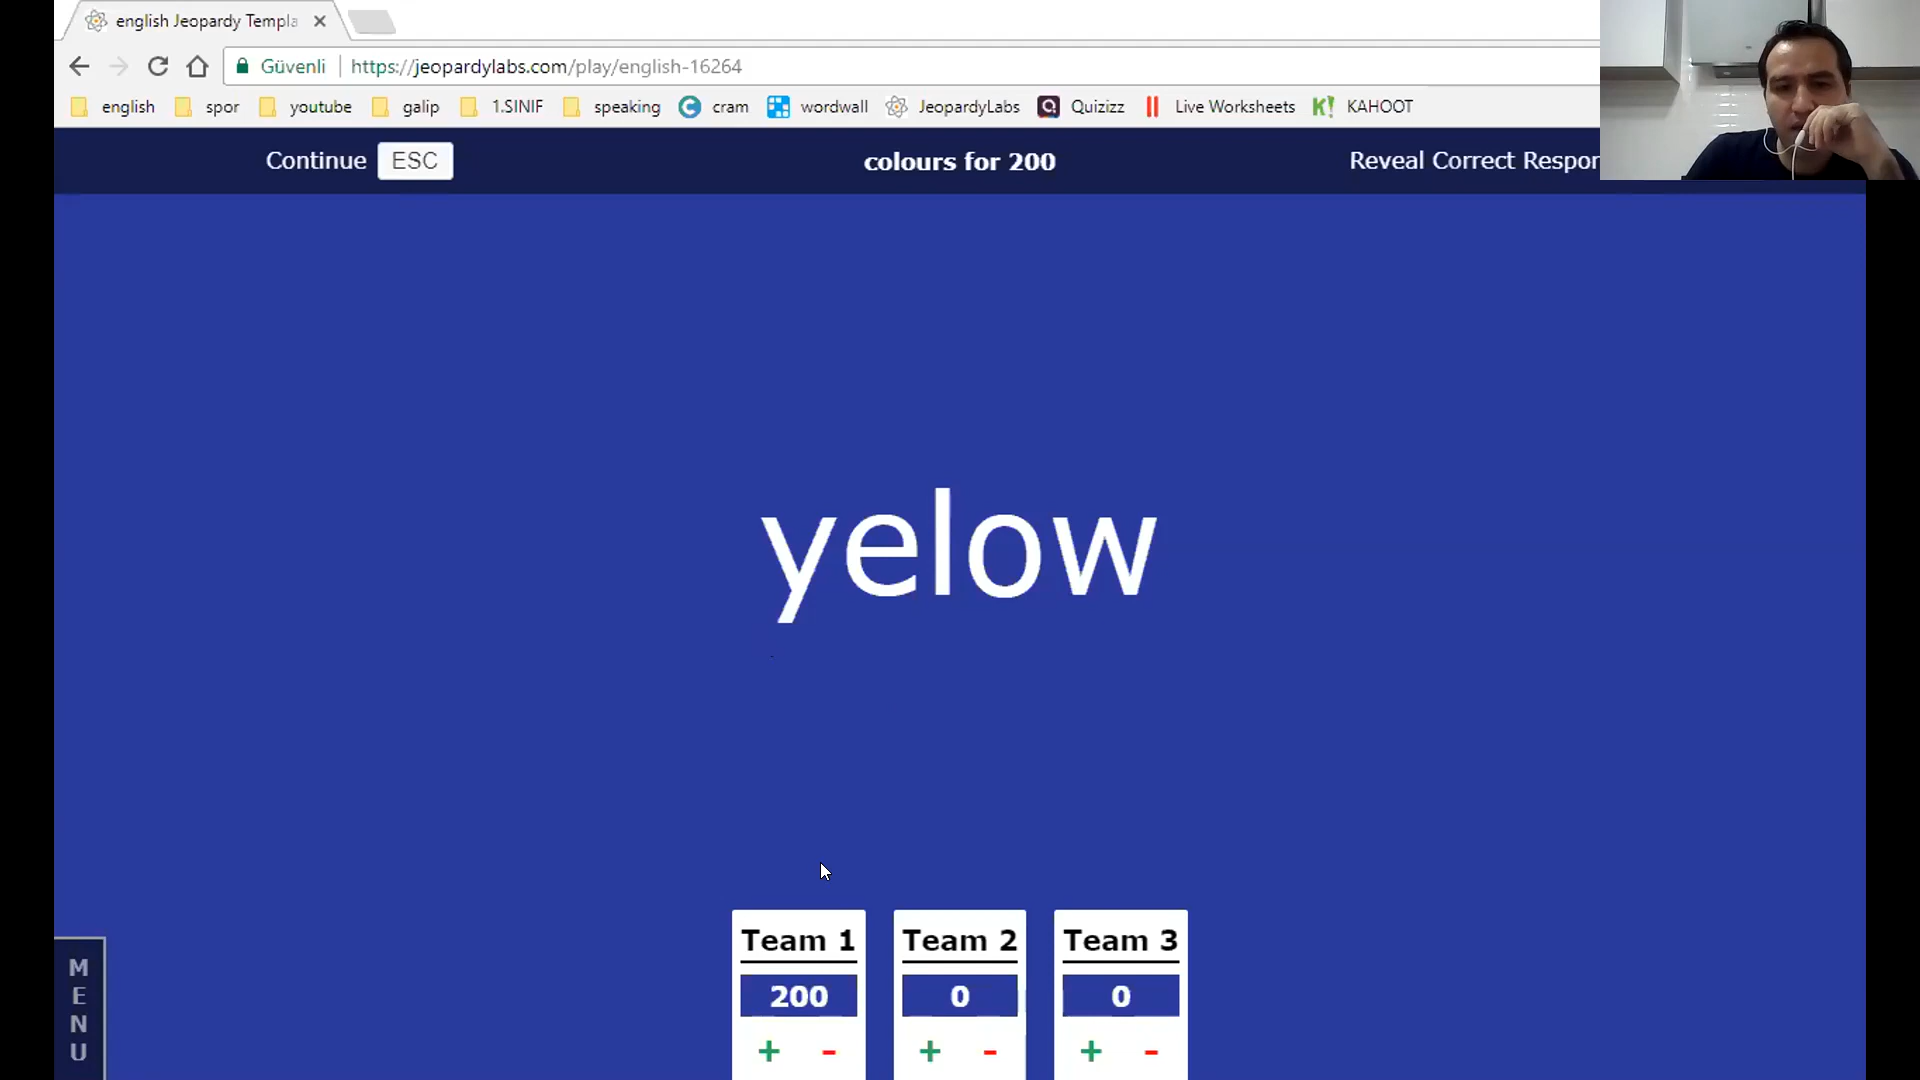 english Jeopardy Templa
Güvenli https://jeopardylabs.com/play/english-16264
english spor youtube galip 1.SINIF speaking cram wordwall JeopardyLabs Quizizz Live Worksheets KAHOOT
Continue ESC colours for 200 Reveal Correct Respon
yelow
Team 1 Team 2 Team 3
200 0 0
+ - + - + -
MENU